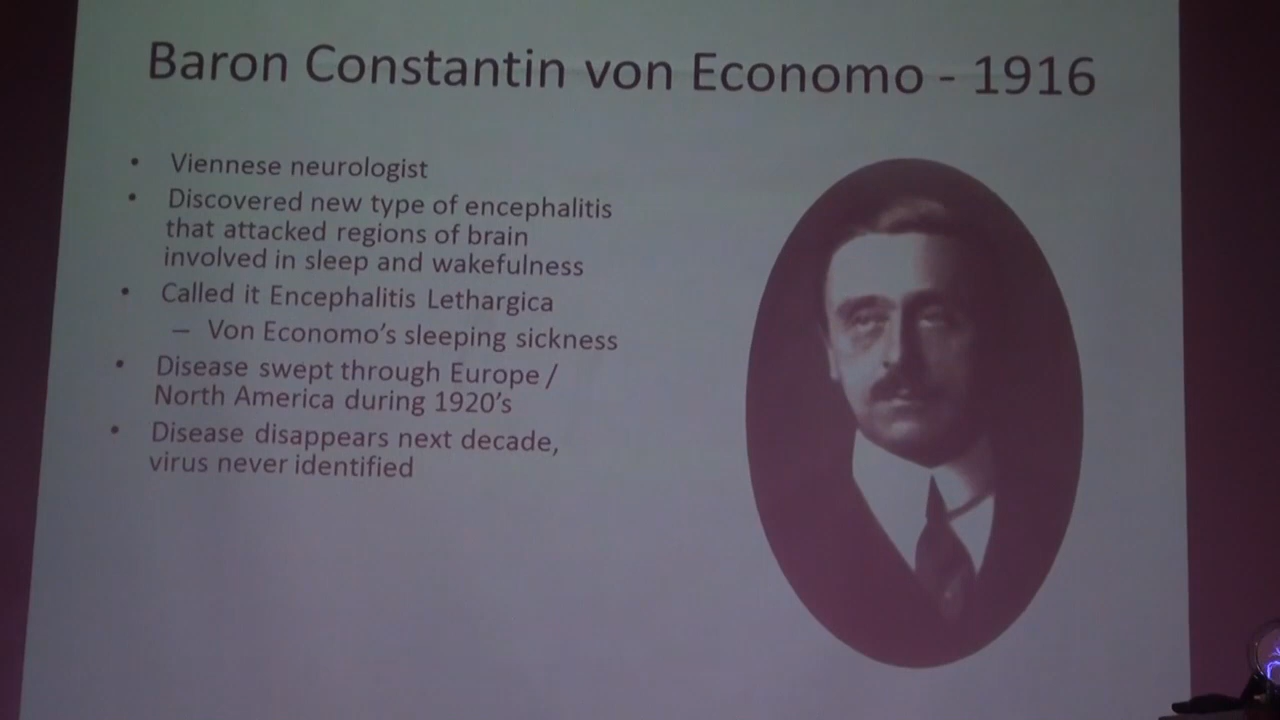 Baron Constantin von Economo - 1916
• Viennese neurologist
• Discovered new type of encephalitis
that attacked regions of brain
involved in sleep and wakefulness
• Called it Encephalitis Lethargica
– Von Economo’s sleeping sickness
• Disease swept through Europe /
North America during 1920’s
• Disease disappears next decade,
virus never identified